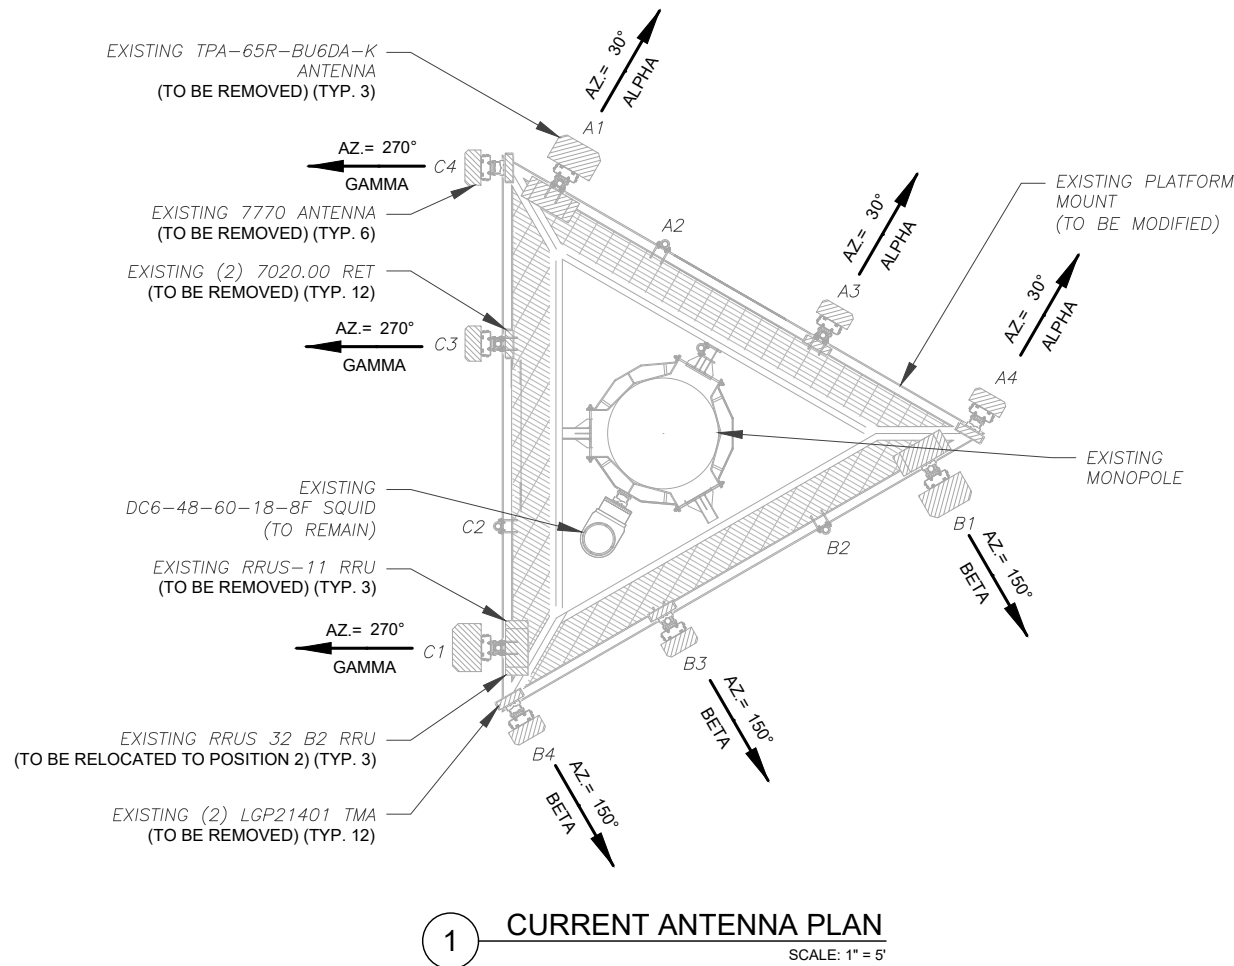 EXISTING TPA-65R-BU6DA-K
ANTENNA
(TO BE REMOVED) (TYP. 3)
AZ.= 30°
ALPHA
A1
AZ.= 270°
GAMMA
C4
EXISTING 7770 ANTENNA
(TO BE REMOVED) (TYP. 6)
A2
AZ.= 30°
ALPHA
A3
EXISTING PLATFORM
MOUNT
(TO BE MODIFIED)
EXISTING (2) 7020.00 RET
(TO BE REMOVED) (TYP. 12)
AZ.= 30°
ALPHA
A4
AZ.= 270°
GAMMA
C3
EXISTING
MONOPOLE
EXISTING
DC6-48-60-18-8F SQUID
(TO REMAIN)
C2
B1
AZ.= 150°
BETA
B2
EXISTING RRUS-11 RRU
(TO BE REMOVED) (TYP. 3)
AZ.= 270°
GAMMA
C1
B3
AZ.= 150°
BETA
EXISTING RRUS 32 B2 RRU
(TO BE RELOCATED TO POSITION 2) (TYP. 3)
B4
AZ.= 150°
BETA
EXISTING (2) LGP21401 TMA
(TO BE REMOVED) (TYP. 12)
1
CURRENT ANTENNA PLAN
SCALE: 1" = 5'